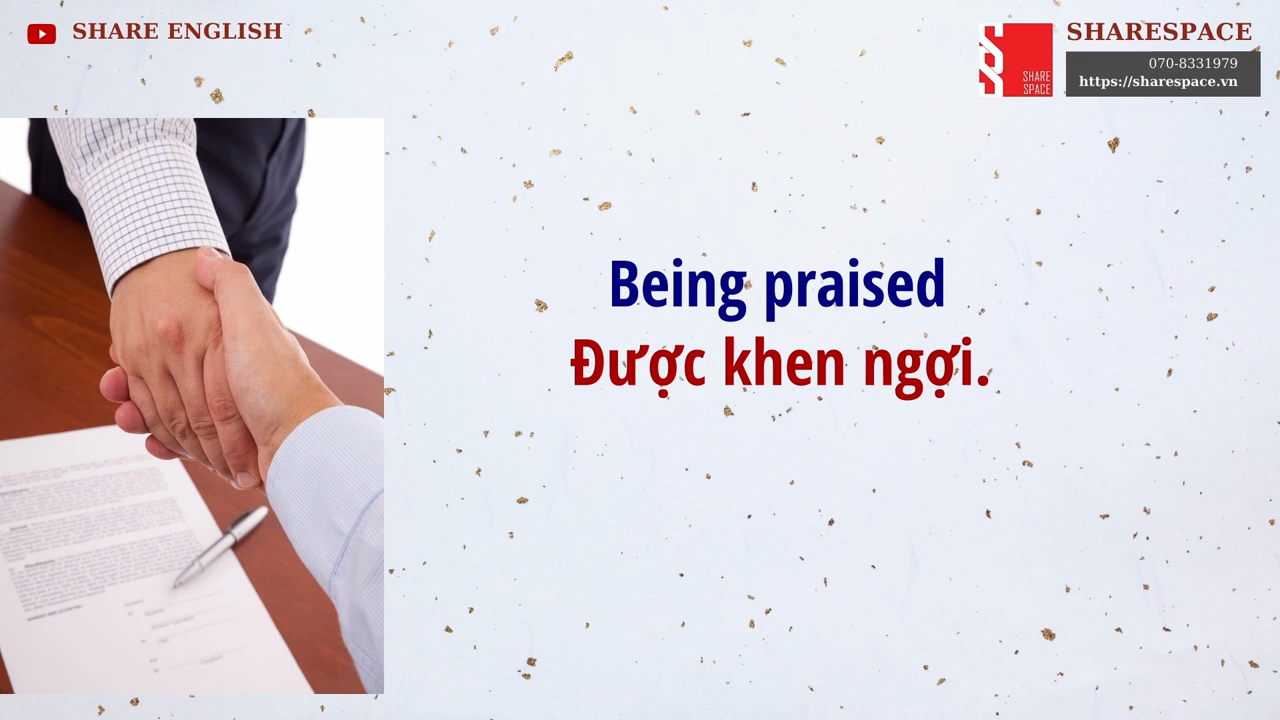 SHARE ENGLISH
SHARESPACE
070-8331979
https://sharespace.vn
SHARE
SPACE
Being praised
Được khen ngợi.